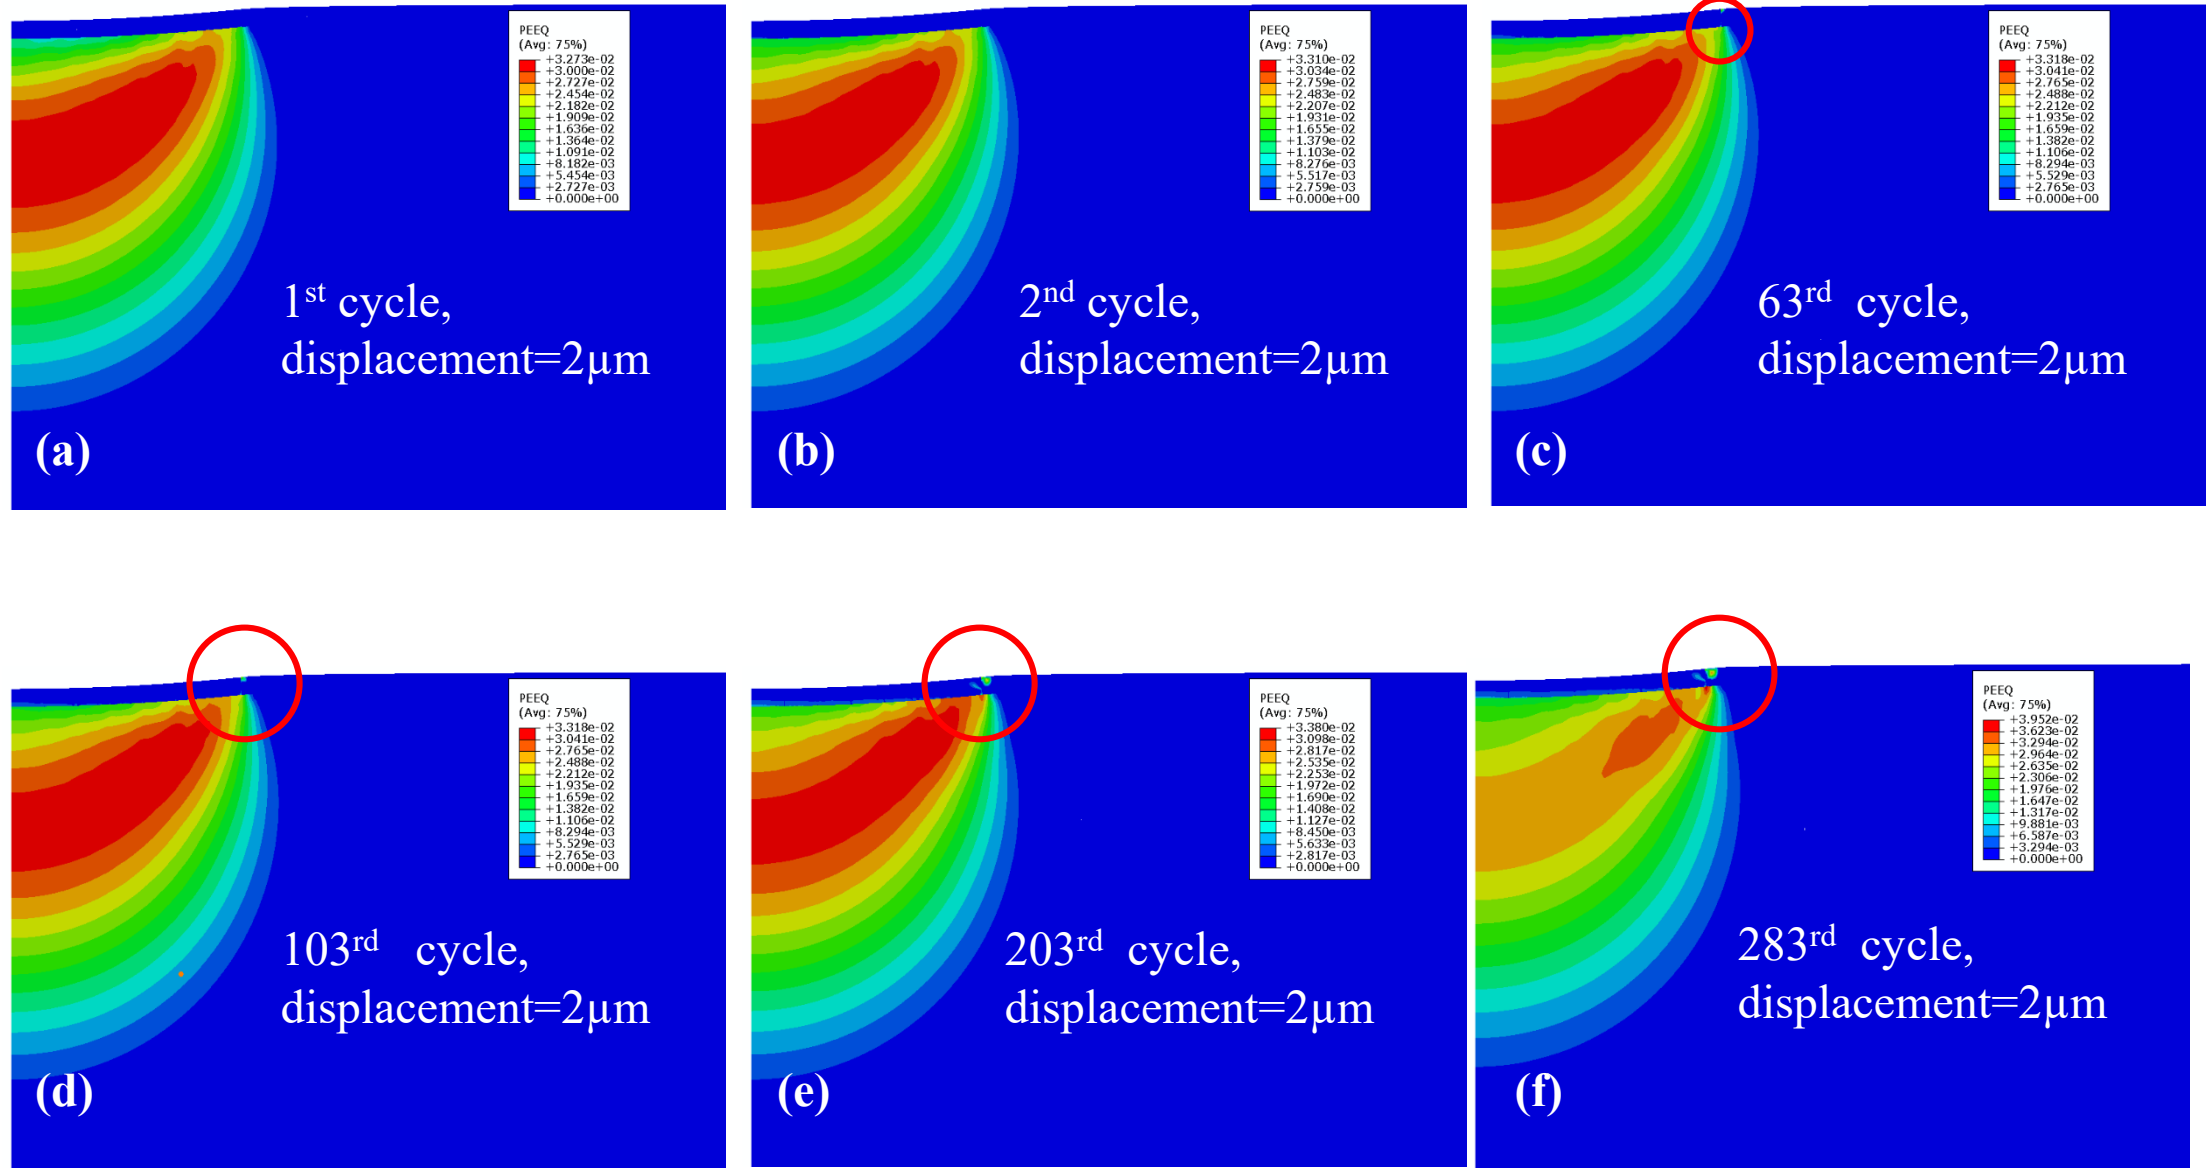 PEEQ
(Avg: 75%)
+3.273e-02
+3.000e-02
+2.727e-02
+2.454e-02
+2.182e-02
+1.909e-02
+1.636e-02
+1.364e-02
+1.091e-02
+8.182e-03
+5.454e-03
+2.727e-03
+0.000e+00
1st cycle,
displacement=2µm
(a)
PEEQ
(Avg: 75%)
+3.310e-02
+3.034e-02
+2.759e-02
+2.483e-02
+2.207e-02
+1.931e-02
+1.655e-02
+1.379e-02
+1.103e-02
+8.276e-03
+5.517e-03
+2.759e-03
+0.000e+00
2nd cycle,
displacement=2µm
(b)
PEEQ
(Avg: 75%)
+3.318e-02
+3.041e-02
+2.765e-02
+2.488e-02
+2.212e-02
+1.935e-02
+1.659e-02
+1.382e-02
+1.106e-02
+8.294e-03
+5.529e-03
+2.765e-03
+0.000e+00
63rd cycle,
displacement=2µm
(c)
PEEQ
(Avg: 75%)
+3.318e-02
+3.041e-02
+2.765e-02
+2.488e-02
+2.212e-02
+1.935e-02
+1.659e-02
+1.382e-02
+1.106e-02
+8.294e-03
+5.529e-03
+2.765e-03
+0.000e+00
103rd cycle,
displacement=2µm
(d)
PEEQ
(Avg: 75%)
+3.380e-02
+3.098e-02
+2.817e-02
+2.535e-02
+2.253e-02
+1.972e-02
+1.690e-02
+1.408e-02
+1.127e-02
+8.450e-03
+5.633e-03
+2.817e-03
+0.000e+00
203rd cycle,
displacement=2µm
(e)
PEEQ
(Avg: 75%)
+3.952e-02
+3.623e-02
+3.294e-02
+2.964e-02
+2.635e-02
+2.306e-02
+1.976e-02
+1.647e-02
+1.317e-02
+9.881e-03
+6.587e-03
+3.294e-03
+0.000e+00
283rd cycle,
displacement=2µm
(f)